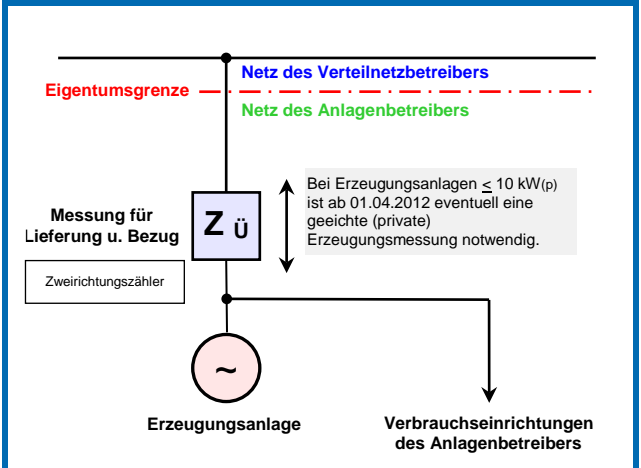 Netz des Verteilnetzbetreibers
Eigentumsgrenze
Netz des Anlagenbetreibers
Bei Erzeugungsanlagen ≤ 10 kW(p)
ist ab 01.04.2012 eventuell eine
geeichte (private)
Erzeugungsmessung notwendig.
Messung für
Lieferung u. Bezug
Z Ü
Zweirichtungszähler
~
Erzeugungsanlage
Verbrauchseinrichtungen
des Anlagenbetreibers